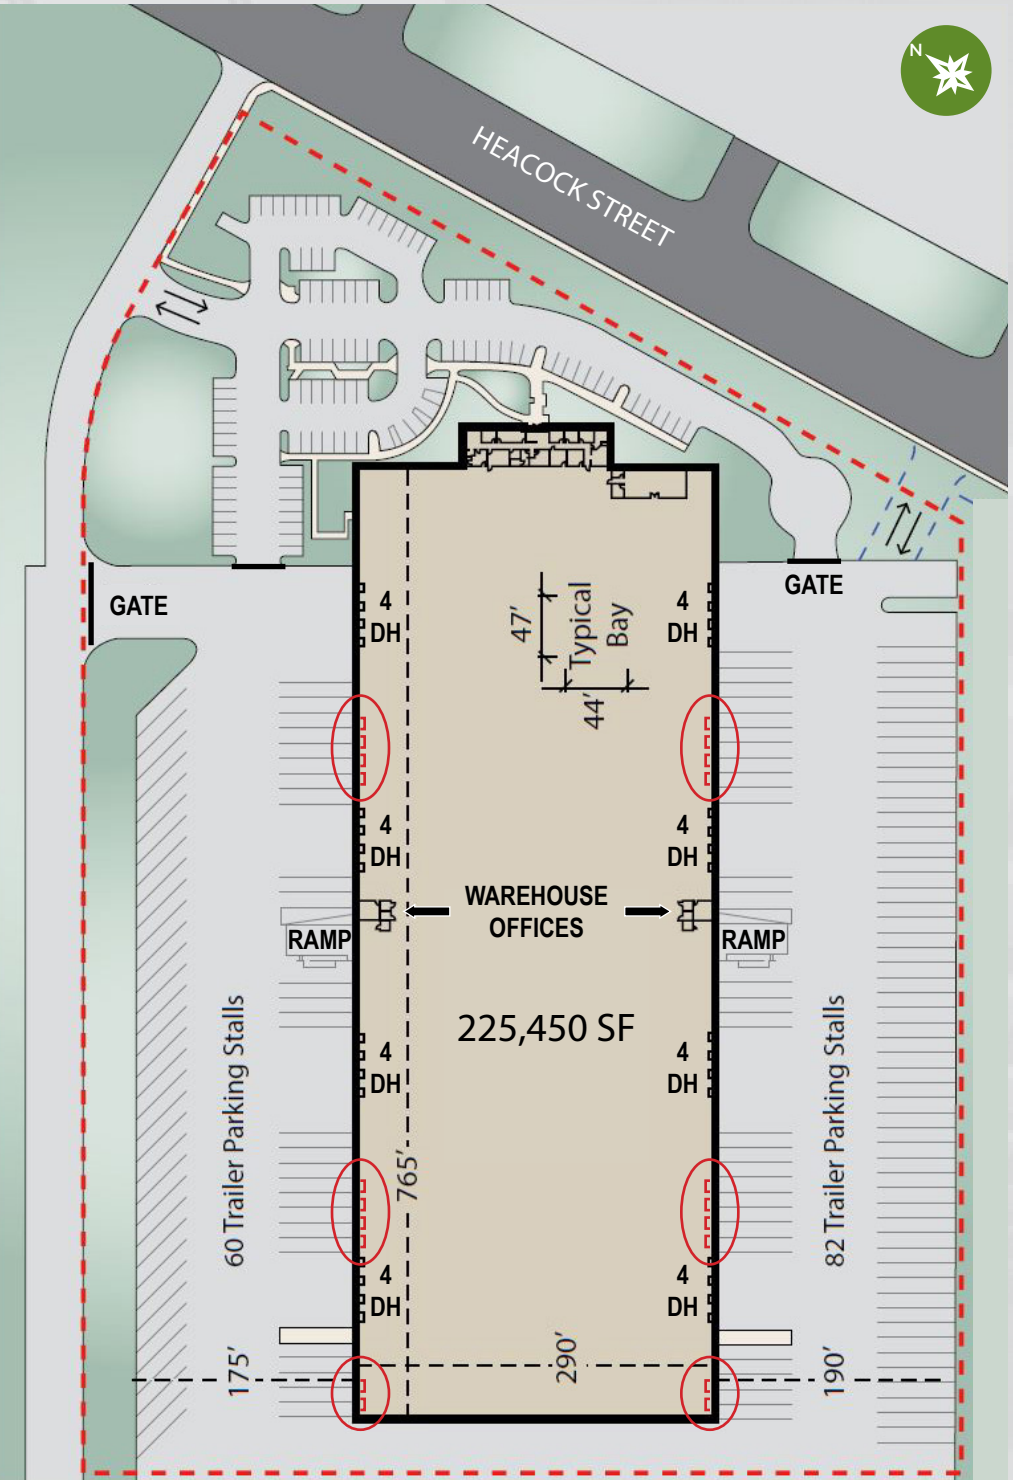 N
HEACOCK STREET
GATE
GATE
4
DH
47'
Typical
Bay
44'
4
DH
4
DH
4
DH
WAREHOUSE
OFFICES
RAMP
RAMP
225,450 SF
4
DH
4
DH
60 Trailer Parking Stalls
765'
82 Trailer Parking Stalls
4
DH
4
DH
175'
290'
190'